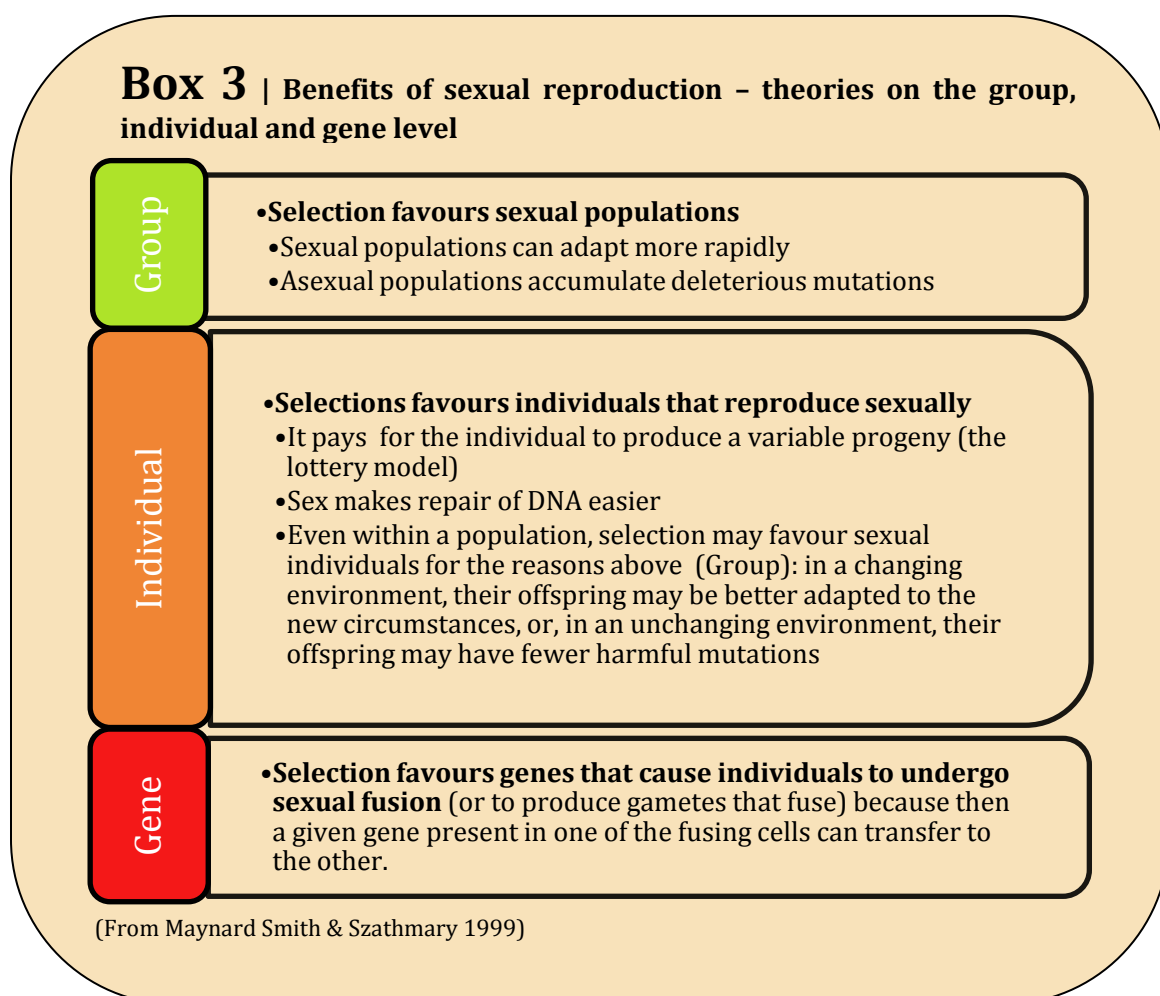 Box 3 | Benefits of sexual reproduction – theories on the group,
individual and gene level
Group
•Selection favours sexual populations
•Sexual populations can adapt more rapidly
•Asexual populations accumulate deleterious mutations
Individual
•Selections favours individuals that reproduce sexually
•It pays for the individual to produce a variable progeny (the
lottery model)
•Sex makes repair of DNA easier
•Even within a population, selection may favour sexual
individuals for the reasons above (Group): in a changing
environment, their offspring may be better adapted to the
new circumstances, or, in an unchanging environment, their
offspring may have fewer harmful mutations
Gene
•Selection favours genes that cause individuals to undergo
sexual fusion (or to produce gametes that fuse) because then
a given gene present in one of the fusing cells can transfer to
the other.
(From Maynard Smith & Szathmary 1999)